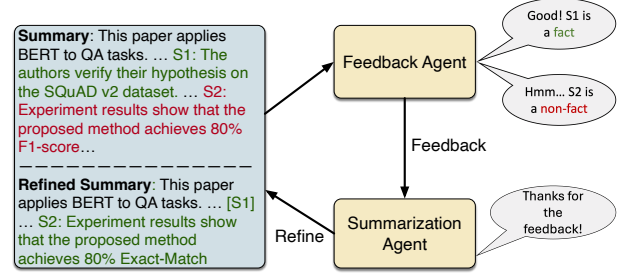 Summary: This paper applies
BERT to QA tasks. … S1: The
authors verify their hypothesis on
the SQuAD v2 dataset. … S2:
Experiment results show that the
proposed method achieves 80%
F1-score…
Refined Summary: This paper
applies BERT to QA tasks. … [S1]
… S2: Experiment results show
that the proposed method
achieves 80% Exact-Match
Feedback Agent
Good! S1 is
a fact
Hmm… S2 is
a non-fact
Feedback
Summarization
Agent
Refine
Thanks for
the
feedback!